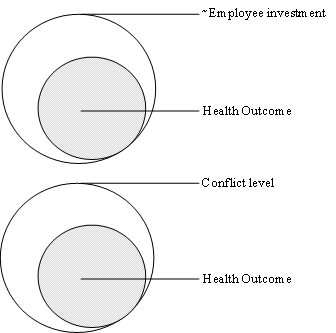 ~Employee investment
Health Outcome
Conflict level
Health Outcome